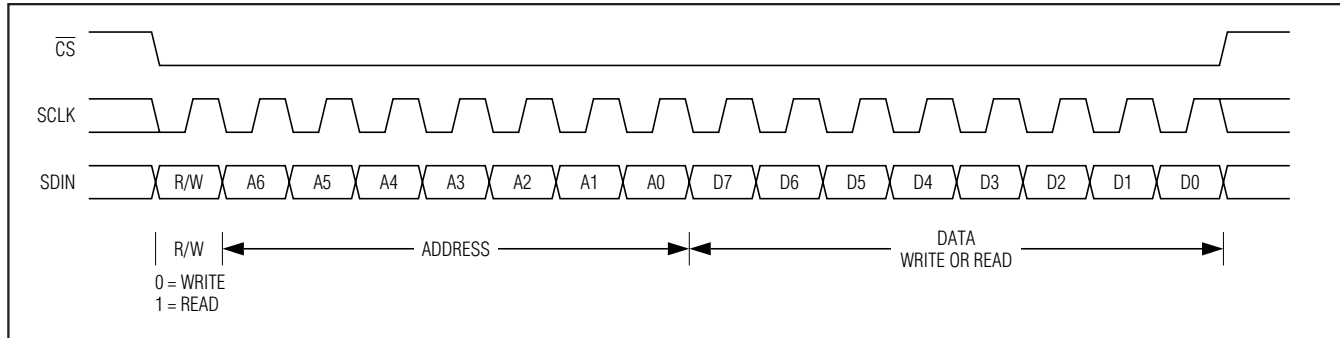 CS
SCLK
SDIN R/W A6 A5 A4 A3 A2 A1 A0 D7 D6 D5 D4 D3 D2 D1 D0
R/W ADDRESS DATA
WRITE OR READ
0 = WRITE
1 = READ